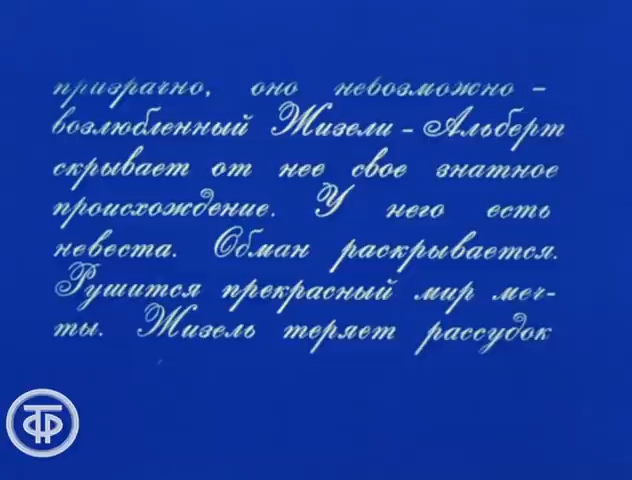 призрачно, оно невозможно –
возлюбленный Жизели – Альберт
скрывает от нее свое знатное
происхождение. У него есть
невеста. Обман раскрывается.
Рушится прекрасный мир меч-
ты. Жизель теряет рассудок